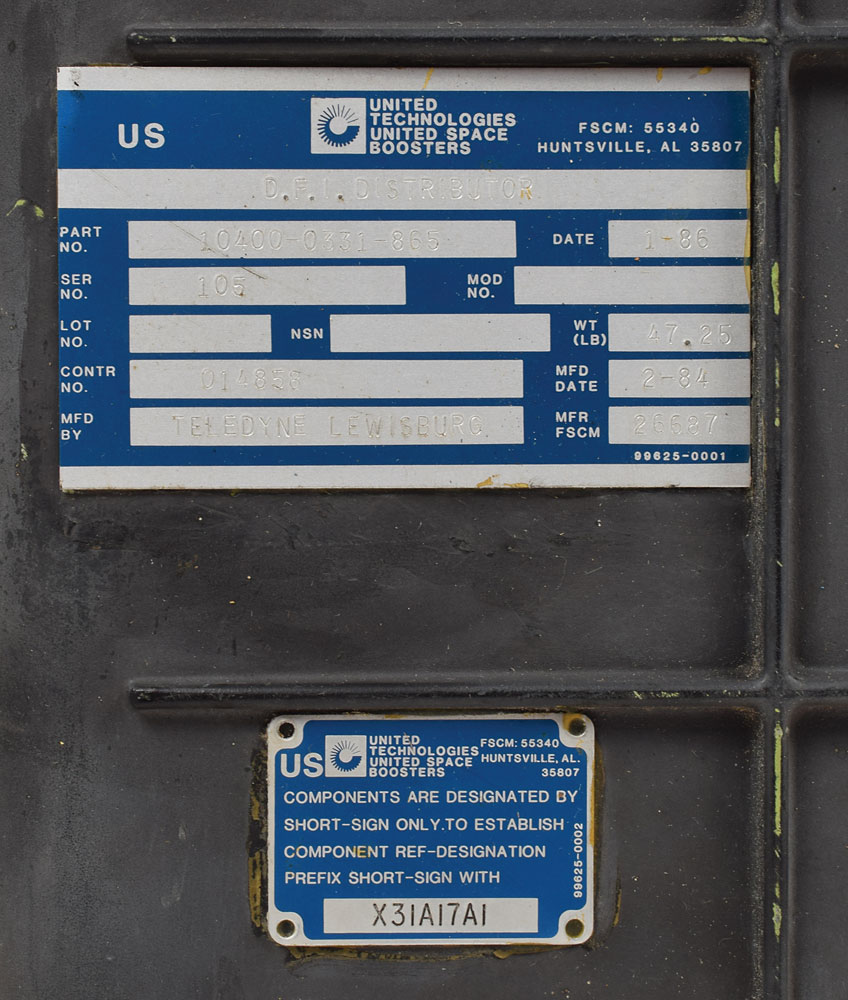 US
UNITED
TECHNOLOGIES
UNITED SPACE
BOOSTERS
FSCM: 55340
HUNTSVILLE, AL 35807
D.F.I. DISTRIBUTOR
PART
NO.
10400-0331-865
DATE
1-86
SER
NO.
105
MOD
NO.
LOT
NO.
NSN
WT
(LB)
47.25
CONTR
NO.
014856
MFD
DATE
2-84
MFD
BY
TELEDYNE LEWISBURG
MFR
FSCM
26687
99625-0001
US
UNITED
TECHNOLOGIES
UNITED SPACE
BOOSTERS
FSCM: 55340
HUNTSVILLE, AL.
35807
COMPONENTS ARE DESIGNATED BY
SHORT-SIGN ONLY.TO ESTABLISH
COMPONENT REF-DESIGNATION
PREFIX SHORT-SIGN WITH
99625-0002
X31A17A1